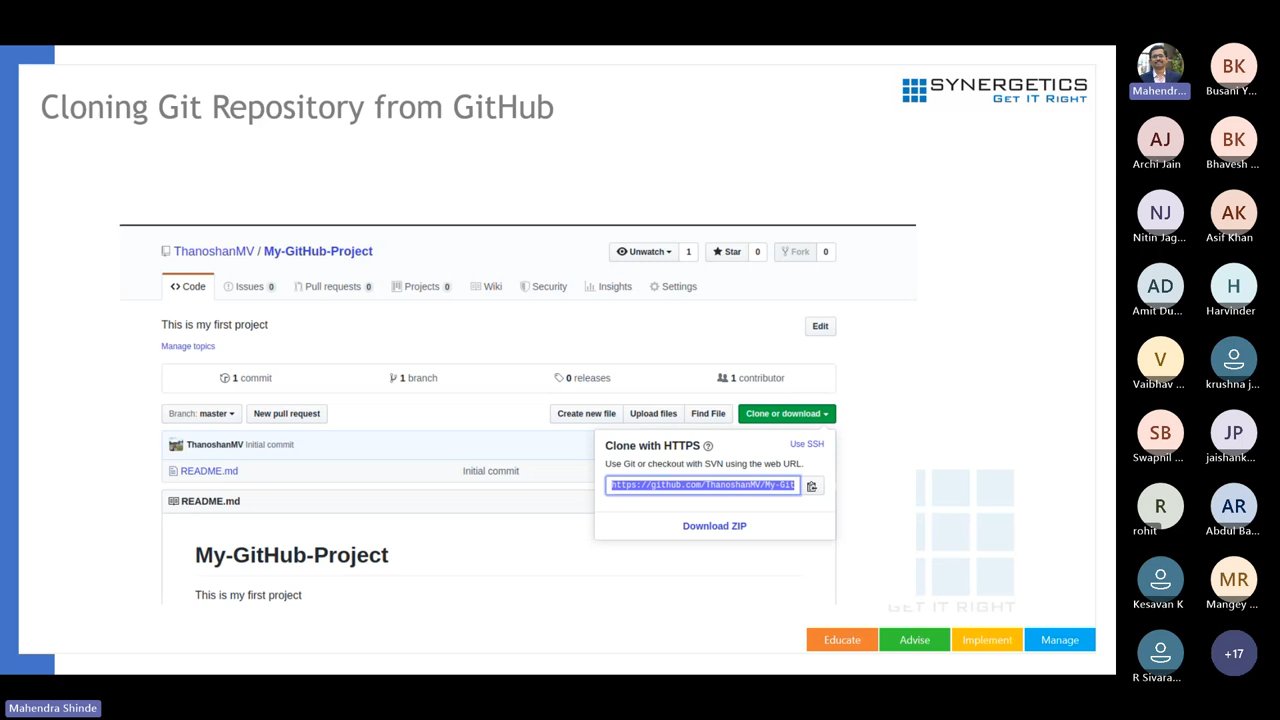 SYNERGETICS
GET IT RIGHT
Cloning Git Repository from GitHub
ThanoshanMV / My-GitHub-Project
Unwatch 1 Star 0 Fork 0
Code Issues 0 Pull requests 0 Projects 0 Wiki Security Insights Settings
This is my first project Edit
Manage topics
1 commit 1 branch 0 releases 1 contributor
Branch: master New pull request Create new file Upload files Find File Clone or download
ThanoshanMV Initial commit
README.md Initial commit
Clone with HTTPS ? Use SSH
Use Git or checkout with SVN using the web URL.
https://github.com/ThanoshanMV/My-Git
Download ZIP
README.md
My-GitHub-Project
This is my first project
GET IT RIGHT
Educate Advise Implement Manage
Mahendr... BK Busani Y...
AJ Archi Jain BK Bhavesh ...
NJ Nitin Jag... AK Asif Khan
AD Amit Du... H Harvinder
V Vaibhav ... krushna j...
SB Swapnil ... JP jaishank...
R rohit AR Abdul Ba...
Kesavan K MR Mangey ...
R Sivara... +17
Mahendra Shinde